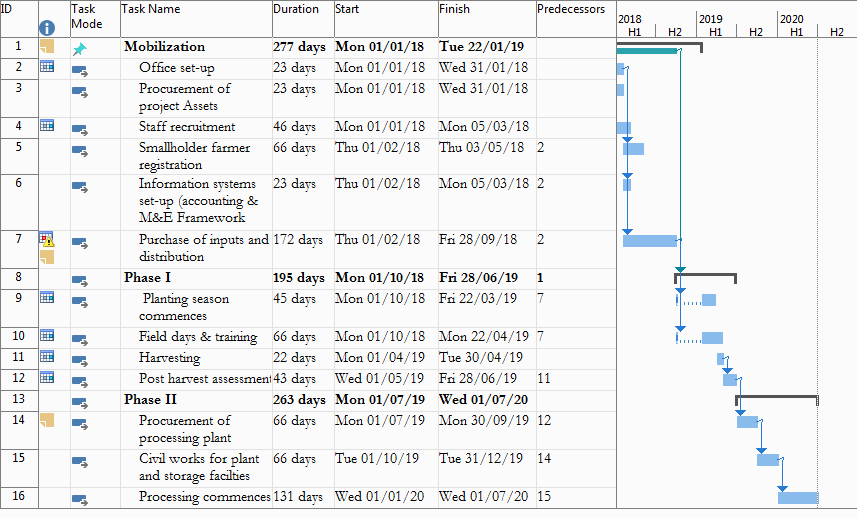 ID Task Mode Task Name Duration Start Finish Predecessors
2018 2019 2020
H1 H2 H1 H2 H1 H2
1 Mobilization 277 days Mon 01/01/18 Tue 22/01/19
2 Office set-up 23 days Mon 01/01/18 Wed 31/01/18
3 Procurement of 23 days Mon 01/01/18 Wed 31/01/18
project Assets
4 Staff recruitment 46 days Mon 01/01/18 Mon 05/03/18
5 Smallholder farmer 66 days Thu 01/02/18 Thu 03/05/18 2
registration
6 Information systems 23 days Thu 01/02/18 Mon 05/03/18 2
set-up (accounting &
M&E Framework
7 Purchase of inputs and 172 days Thu 01/02/18 Fri 28/09/18 2
distribution
8 Phase I 195 days Mon 01/10/18 Fri 28/06/19 1
9 Planting season 45 days Mon 01/10/18 Fri 22/03/19 7
commences
10 Field days & training 66 days Mon 01/10/18 Mon 22/04/19 7
11 Harvesting 22 days Mon 01/04/19 Tue 30/04/19
12 Post harvest assessment 43 days Wed 01/05/19 Fri 28/06/19 11
13 Phase II 263 days Mon 01/07/19 Wed 01/07/20
14 Procurement of 66 days Mon 01/07/19 Mon 30/09/19 12
processing plant
15 Civil works for plant 66 days Tue 01/10/19 Tue 31/12/19 14
and storage facilties
16 Processing commences 131 days Wed 01/01/20 Wed 01/07/20 15